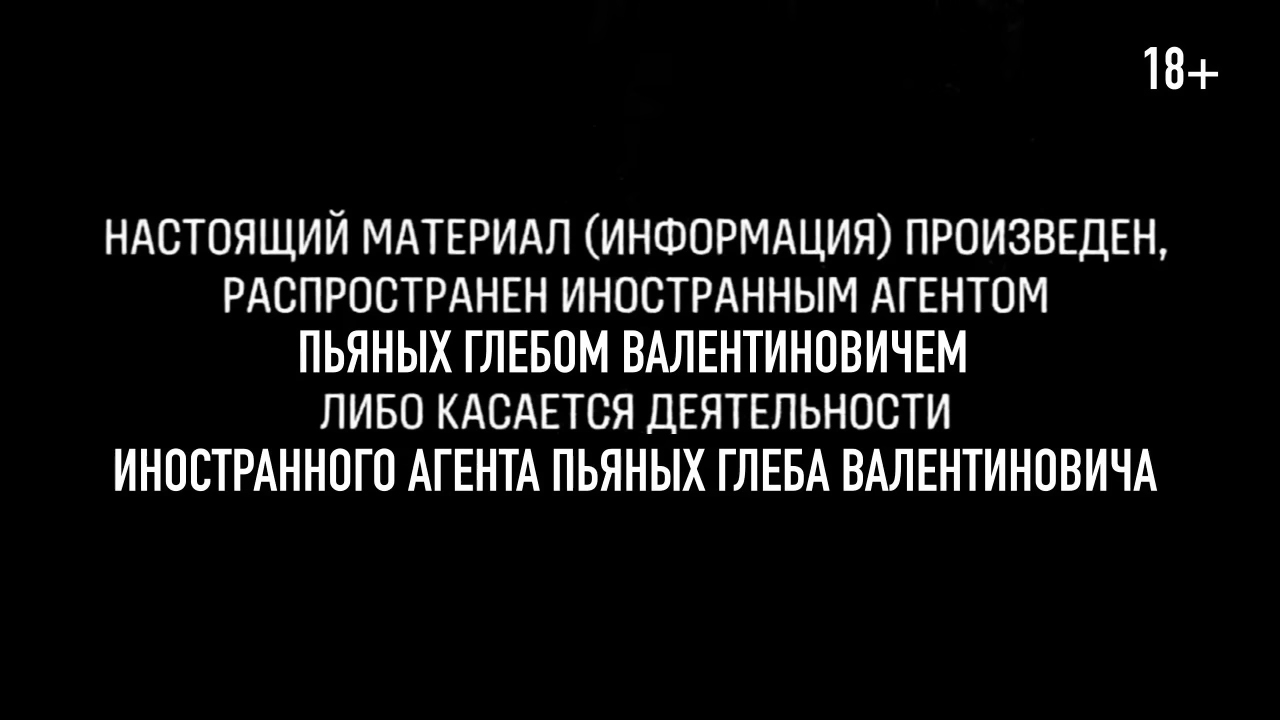 18+
НАСТОЯЩИЙ МАТЕРИАЛ (ИНФОРМАЦИЯ) ПРОИЗВЕДЕН,
РАСПРОСТРАНЕН ИНОСТРАННЫМ АГЕНТОМ
ПЬЯНЫХ ГЛЕБОМ ВАЛЕНТИНОВИЧЕМ
ЛИБО КАСАЕТСЯ ДЕЯТЕЛЬНОСТИ
ИНОСТРАННОГО АГЕНТА ПЬЯНЫХ ГЛЕБА ВАЛЕНТИНОВИЧА